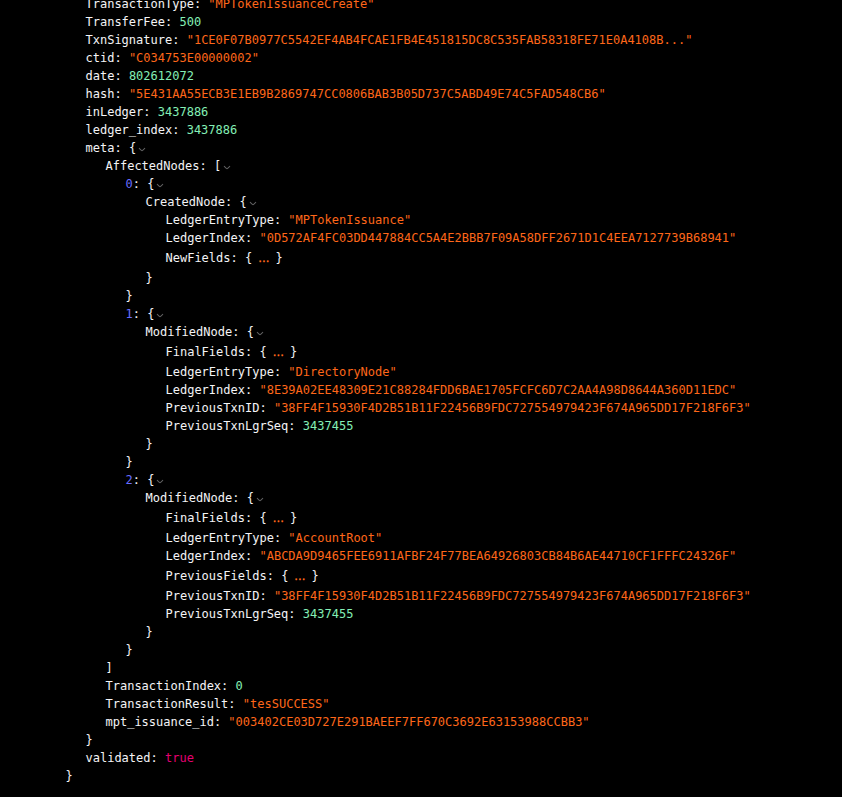 TransactionType: "MPTokenIssuanceCreate"
TransferFee: 500
TxnSignature: "1CE0F07B0977C5542EF4AB4FCAE1FB4E451815DC8C535FAB58318FE71E0A4108B..."
ctid: "C034753E00000002"
date: 802612072
hash: "5E431AA55ECB3E1EB9B2869747CC0806BAB3B05D737C5ABD49E74C5FAD548CB6"
inLedger: 3437886
ledger_index: 3437886
meta: {
AffectedNodes: [
0: {
CreatedNode: {
LedgerEntryType: "MPTokenIssuance"
LedgerIndex: "0D572AF4FC03DD447884CC5A4E2BBB7F09A58DFF2671D1C4EEA7127739B68941"
NewFields: { ... }
}
}
1: {
ModifiedNode: {
FinalFields: { ... }
LedgerEntryType: "DirectoryNode"
LedgerIndex: "8E39A02EE48309E21C88284FDD6BAE1705FCFC6D7C2AA4A98D8644A360D11EDC"
PreviousTxnID: "38FF4F15930F4D2B51B11F22456B9FDC727554979423F674A965DD17F218F6F3"
PreviousTxnLgrSeq: 3437455
}
}
2: {
ModifiedNode: {
FinalFields: { ... }
LedgerEntryType: "AccountRoot"
LedgerIndex: "ABCDA9D9465FEE6911AFBF24F77BEA64926803CB84B6AE44710CF1FFFC24326F"
PreviousFields: { ... }
PreviousTxnID: "38FF4F15930F4D2B51B11F22456B9FDC727554979423F674A965DD17F218F6F3"
PreviousTxnLgrSeq: 3437455
}
}
]
TransactionIndex: 0
TransactionResult: "tesSUCCESS"
mpt_issuance_id: "003402CE03D727E291BAEEF7FF670C3692E63153988CCBB3"
}
validated: true
}